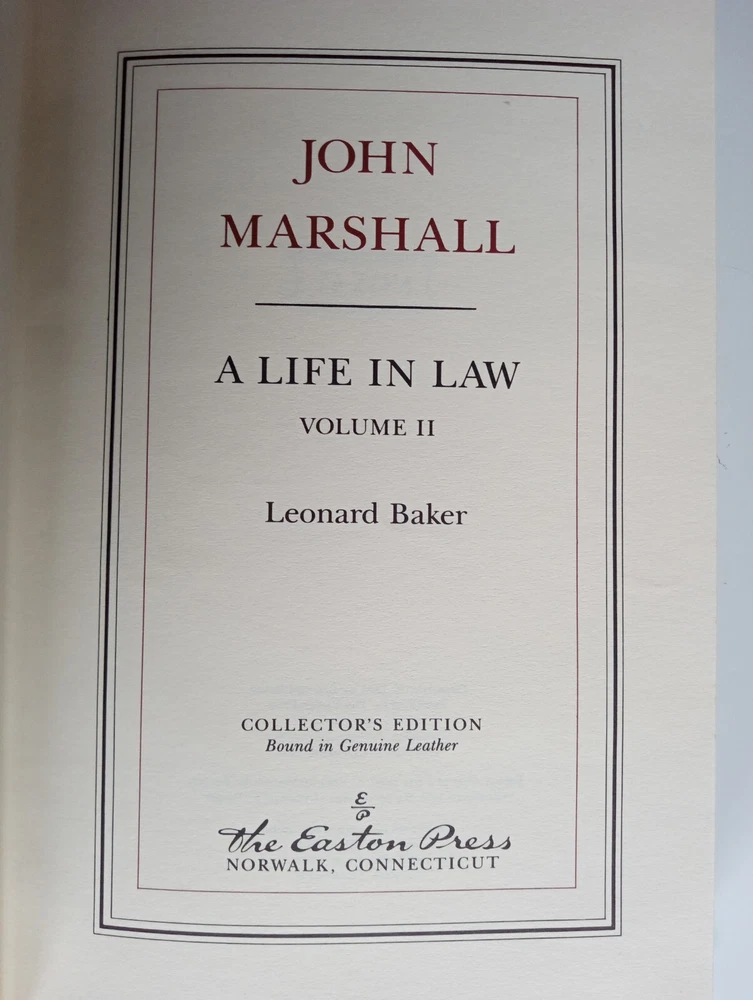 JOHN
MARSHALL
A LIFE IN LAW
VOLUME II
Leonard Baker
COLLECTOR'S EDITION
Bound in Genuine Leather
E
P
The Easton Press
NORWALK, CONNECTICUT